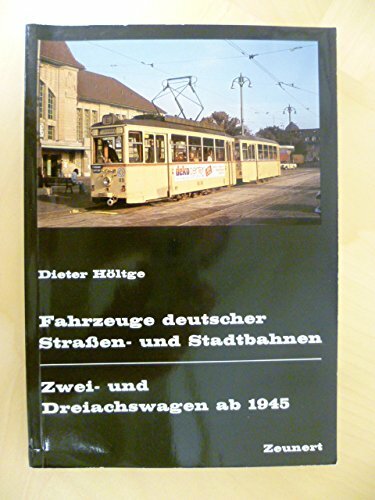 Dieter Höltge
Fahrzeuge deutscher
Straßen- und Stadtbahnen
Zwei- und
Dreiachswagen ab 1945
Zeunert